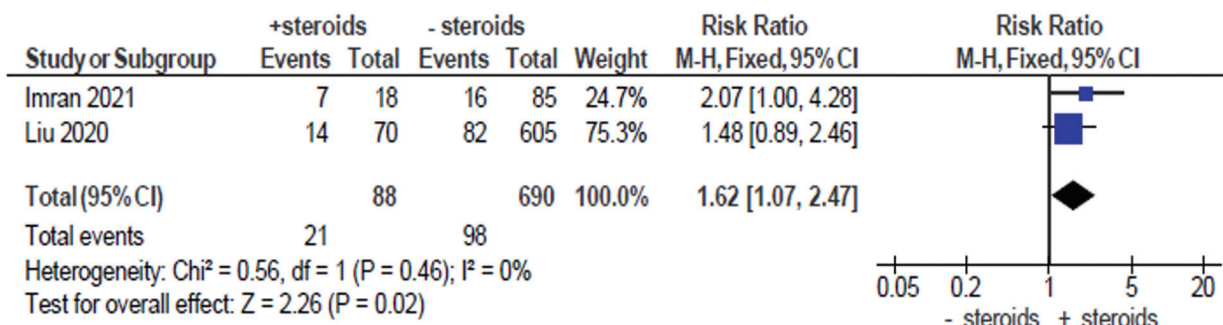 +steroids - steroids Risk Ratio Risk Ratio
Study or Subgroup Events Total Events Total Weight M-H, Fixed, 95% CI M-H, Fixed, 95% CI
Imran 2021 7 18 16 85 24.7% 2.07 [1.00, 4.28]
Liu 2020 14 70 82 605 75.3% 1.48 [0.89, 2.46]
Total (95% CI) 88 690 100.0% 1.62 [1.07, 2.47]
Total events 21 98
Heterogeneity: Chi² = 0.56, df = 1 (P = 0.46); I² = 0%
Test for overall effect: Z = 2.26 (P = 0.02)
0.05 0.2 1 5 20
- steroids + steroids